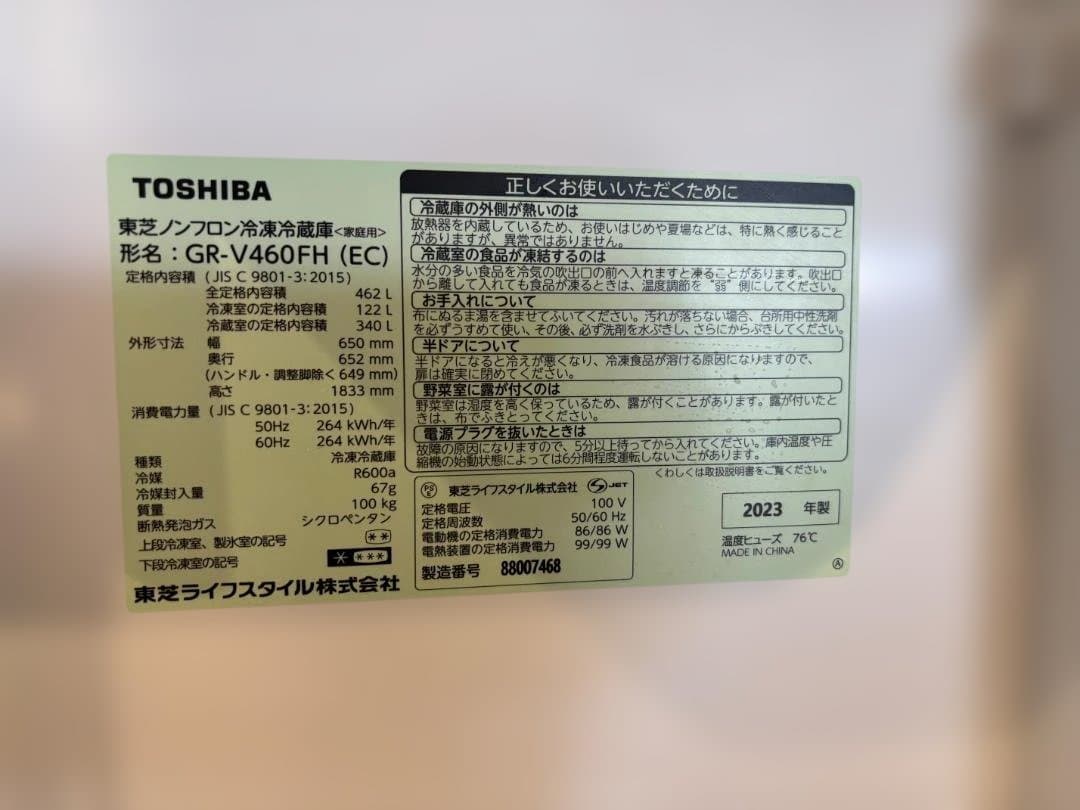 TOSHIBA
東芝ノンフロン冷凍冷蔵庫<家庭用>
形名：GR-V460FH (EC)
定格内容積 (JIS C 9801-3:2015)
全定格内容積 462 L
冷凍室の定格内容積 122 L
冷蔵室の定格内容積 340 L
外形寸法 幅 650 mm
奥行 652 mm
(ハンドル・調整脚除く 649 mm)
高さ 1833 mm
消費電力量 (JIS C 9801-3:2015)
50Hz 264 kWh/年
60Hz 264 kWh/年
種類 冷凍冷蔵庫
冷媒 R600a
冷媒封入量 67g
質量 100 kg
断熱発泡ガス シクロペンタン
上段冷凍室、製氷室の記号 **
下段冷凍室の記号 * ***
東芝ライフスタイル株式会社
正しくお使いいただくために
冷蔵庫の外側が熱いのは
放熱器を内蔵しているため、お使いはじめや夏場などは、特に熱く感じること
がありますが、異常ではありません。
冷蔵室の食品が凍結するのは
水分の多い食品を冷気の吹出口の前へ入れますと凍ることがあります。吹出口
から離して入れても食品が凍るときは、温度調節を"弱"側にしてください。
お手入れについて
布にぬるま湯を含ませてふいてください。汚れが落ちない場合、台所用中性洗剤
を必ずうすめて使い、その後、必ず洗剤を水ぶきし、さらにからぶきしてください。
半ドアについて
半ドアになると冷えが悪くなり、冷凍食品が溶ける原因になりますので、
扉は確実に閉めてください。
野菜室に露が付くのは
野菜室は湿度を高く保っているため、露が付くことがあります。露が付いたと
きは、布でふきとってください。
電源プラグを抜いたときは
故障の原因になりますので、5分以上待ってから入れてください。庫内温度や圧
縮機の始動状態によっては6分間程度運転しないことがあります。
くわしくは取扱説明書をご覧ください。
PS E 東芝ライフスタイル株式会社 S JET
定格電圧 100 V
定格周波数 50/60 Hz
電動機の定格消費電力 86/86 W
電熱装置の定格消費電力 99/99 W
製造番号 88007468
2023 年製
温度ヒューズ 76℃
MADE IN CHINA
Ⓐ